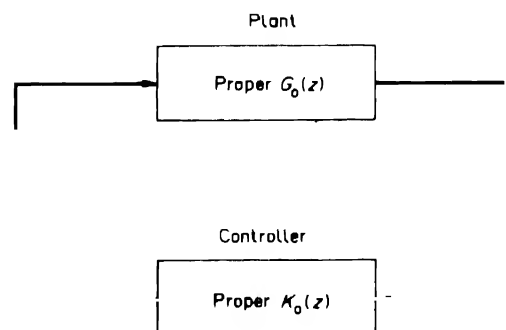 Plant
Proper G₀(z)
Controller
Proper K₀(z)